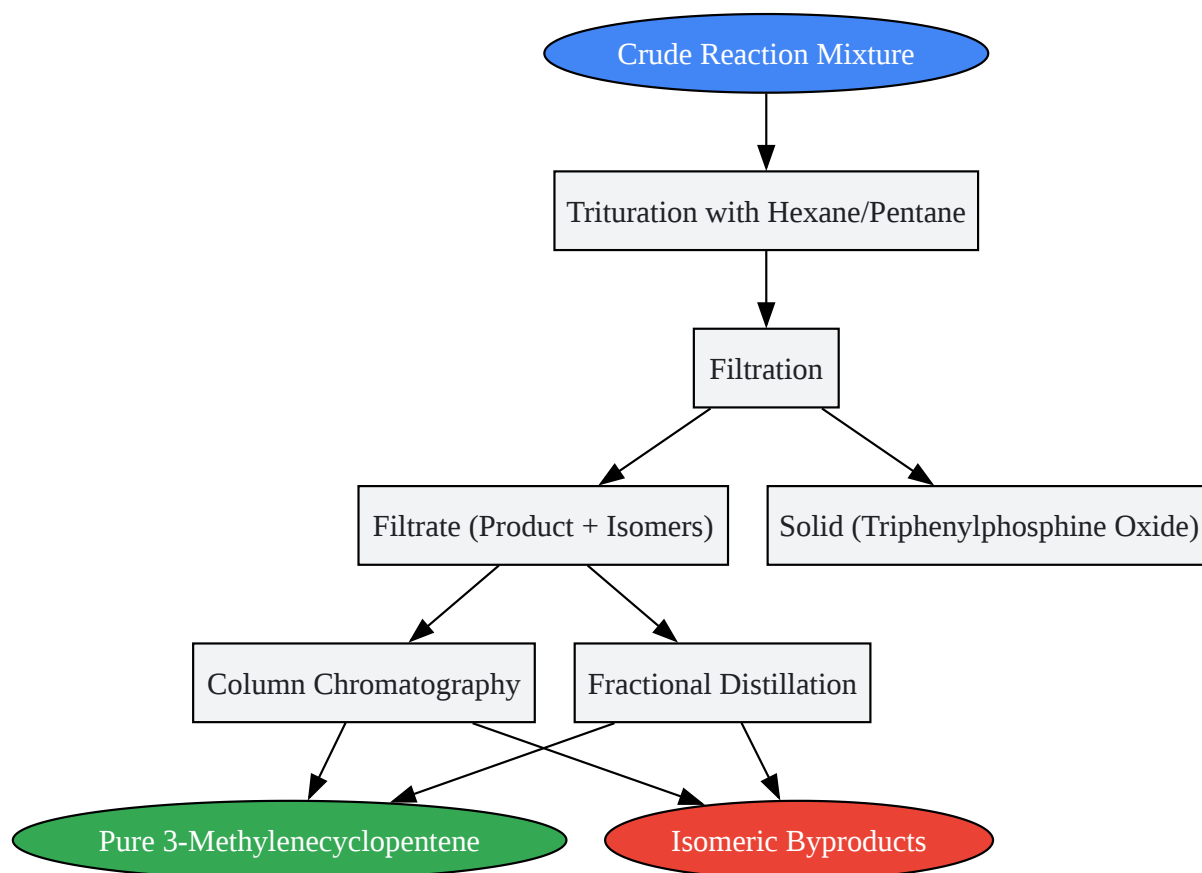 Crude Reaction Mixture
Trituration with Hexane/Pentane
Filtration
Filtrate (Product + Isomers)
Solid (Triphenylphosphine Oxide)
Column Chromatography
Fractional Distillation
Pure 3-Methylenecyclopentene
Isomeric Byproducts